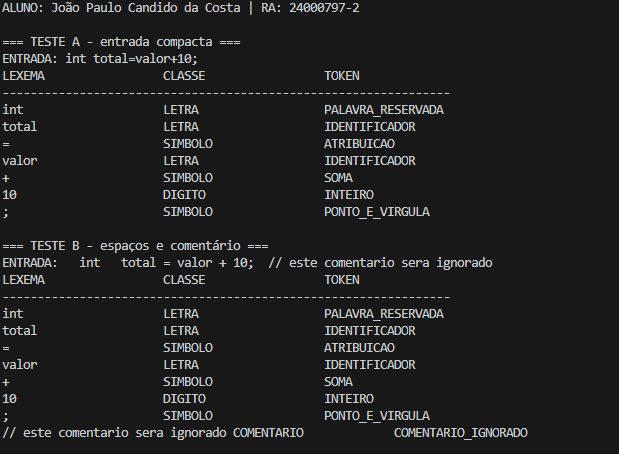 ALUNO: João Paulo Candido da Costa | RA: 24000797-2
=== TESTE A - entrada compacta ===
ENTRADA: int total=valor+10;
LEXEMA CLASSE TOKEN
----------------------------------------------------------------
int LETRA PALAVRA_RESERVADA
total LETRA IDENTIFICADOR
= SIMBOLO ATRIBUICAO
valor LETRA IDENTIFICADOR
+ SIMBOLO SOMA
10 DIGITO INTEIRO
; SIMBOLO PONTO_E_VIRGULA
=== TESTE B - espaços e comentário ===
ENTRADA:   int   total = valor + 10;  // este comentario sera ignorado
LEXEMA CLASSE TOKEN
----------------------------------------------------------------
int LETRA PALAVRA_RESERVADA
total LETRA IDENTIFICADOR
= SIMBOLO ATRIBUICAO
valor LETRA IDENTIFICADOR
+ SIMBOLO SOMA
10 DIGITO INTEIRO
; SIMBOLO PONTO_E_VIRGULA
// este comentario sera ignorado COMENTARIO COMENTARIO_IGNORADO